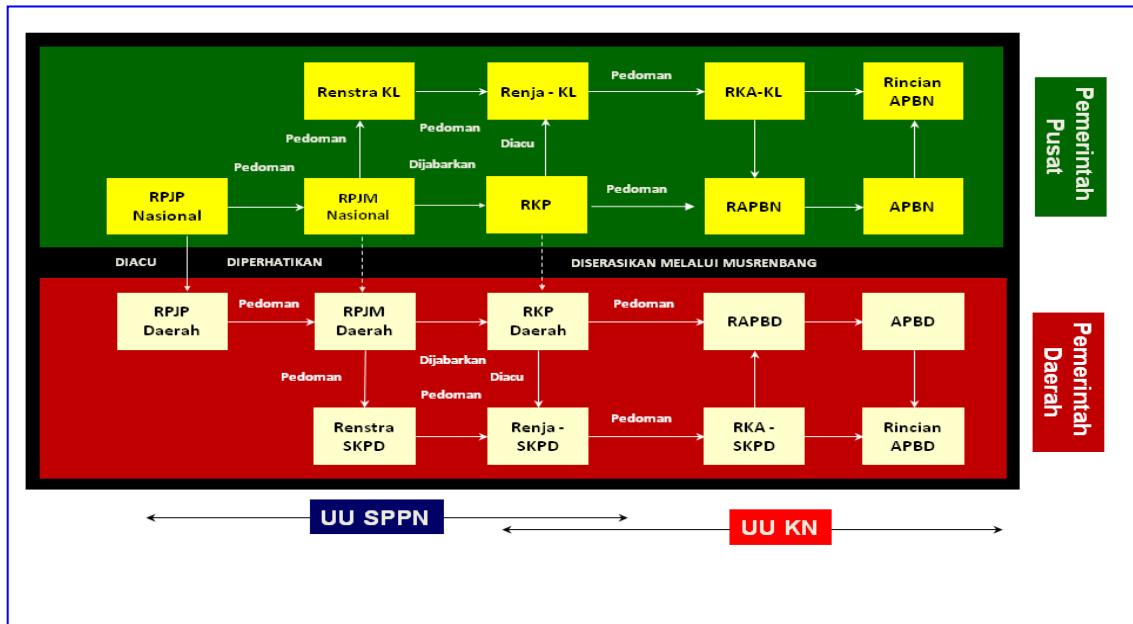 Renstra KL
Renja - KL
Pedoman
RKA-KL
Rincian
APBN
Pedoman
Pedoman
Diacu
Pedoman
Dijabarkan
RPJP
Nasional
RPJM
Nasional
RKP
Pedoman
RAPBN
APBN
Pemerintah
Pusat
DIACU
DIPERHATIKAN
DISERASIKAN MELALUI MUSRENBANG
RPJP
Daerah
Pedoman
RPJM
Daerah
RKP
Daerah
Pedoman
RAPBD
APBD
Pedoman
Dijabarkan
Diacu
Pedoman
Renstra
SKPD
Renja -
SKPD
Pedoman
RKA -
SKPD
Rincian
APBD
Pemerintah
Daerah
UU SPPN
UU KN